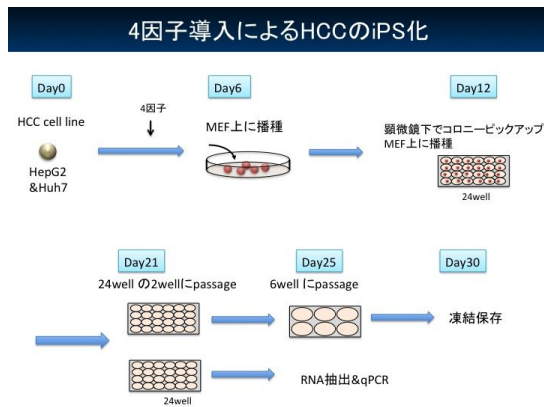 4因子導入によるHCCのiPS化
Day0
Day6
Day12
HCC cell line
4因子
MEF上に播種
顕微鏡下でコロニーピックアップ
MEF上に播種
HepG2
&Huh7
24well
Day21
Day25
Day30
24well の2wellにpassage
6well にpassage
凍結保存
RNA抽出&qPCR
24well